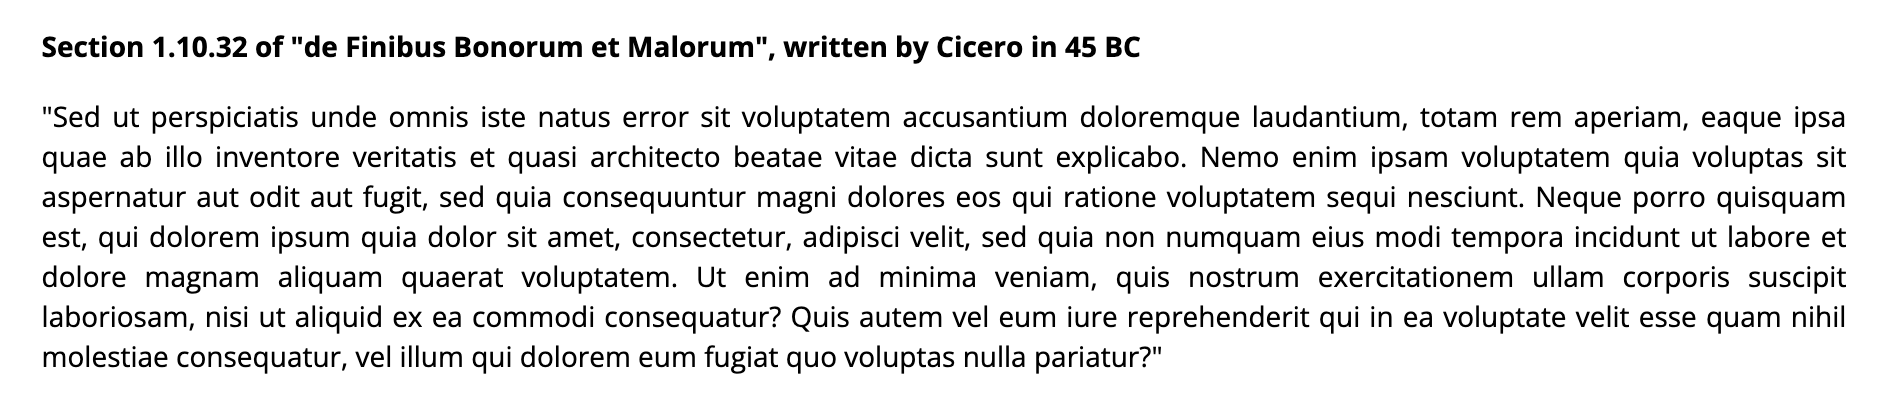 Section 1.10.32 of "de Finibus Bonorum et Malorum", written by Cicero in 45 BC
"Sed ut perspiciatis unde omnis iste natus error sit voluptatem accusantium doloremque laudantium, totam rem aperiam, eaque ipsa
quae ab illo inventore veritatis et quasi architecto beatae vitae dicta sunt explicabo. Nemo enim ipsam voluptatem quia voluptas sit
aspernatur aut odit aut fugit, sed quia consequuntur magni dolores eos qui ratione voluptatem sequi nesciunt. Neque porro quisquam
est, qui dolorem ipsum quia dolor sit amet, consectetur, adipisci velit, sed quia non numquam eius modi tempora incidunt ut labore et
dolore magnam aliquam quaerat voluptatem. Ut enim ad minima veniam, quis nostrum exercitationem ullam corporis suscipit
laboriosam, nisi ut aliquid ex ea commodi consequatur? Quis autem vel eum iure reprehenderit qui in ea voluptate velit esse quam nihil
molestiae consequatur, vel illum qui dolorem eum fugiat quo voluptas nulla pariatur?"